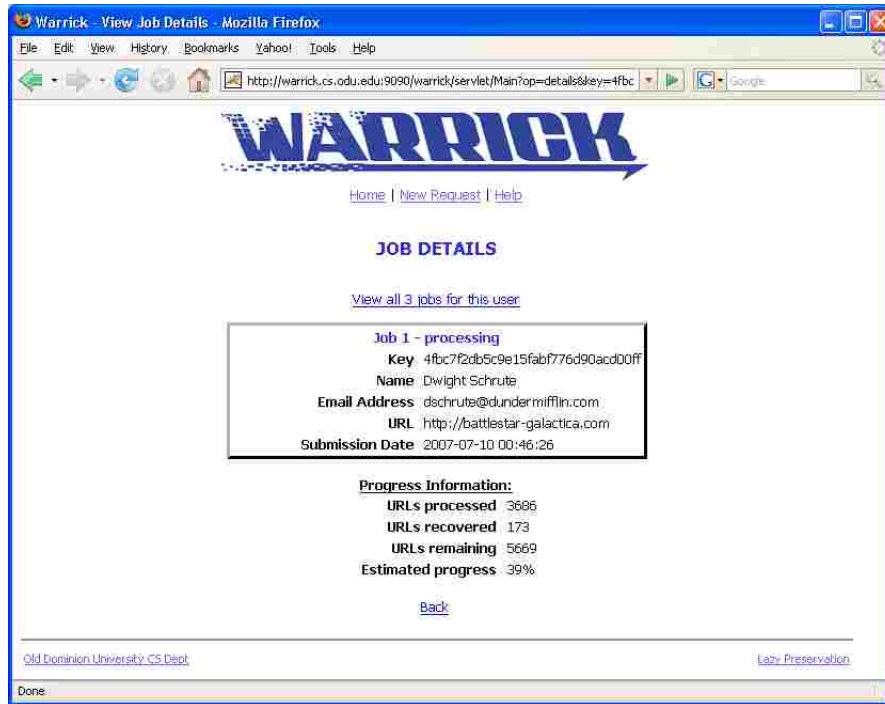 Warrick - View Job Details - Mozilla Firefox
File Edit View History Bookmarks Yahoo! Tools Help
http://warrick.cs.odu.edu:9090/warrick/servlet/Main?op=details&key=4fbc G Google
WARRICK
Home | New Request | Help
JOB DETAILS
View all 3 jobs for this user
Job 1 - processing
Key 4fbc7f2db5c9e15fabf776d90acd00ff
Name Dwight Schrute
Email Address dschrute@dundermifflin.com
URL http://battlestar-galactica.com
Submission Date 2007-07-10 00:46:26
Progress Information:
URLs processed 3686
URLs recovered 173
URLs remaining 5669
Estimated progress 39%
Back
Old Dominion University CS Dept Lazy Preservation
Done